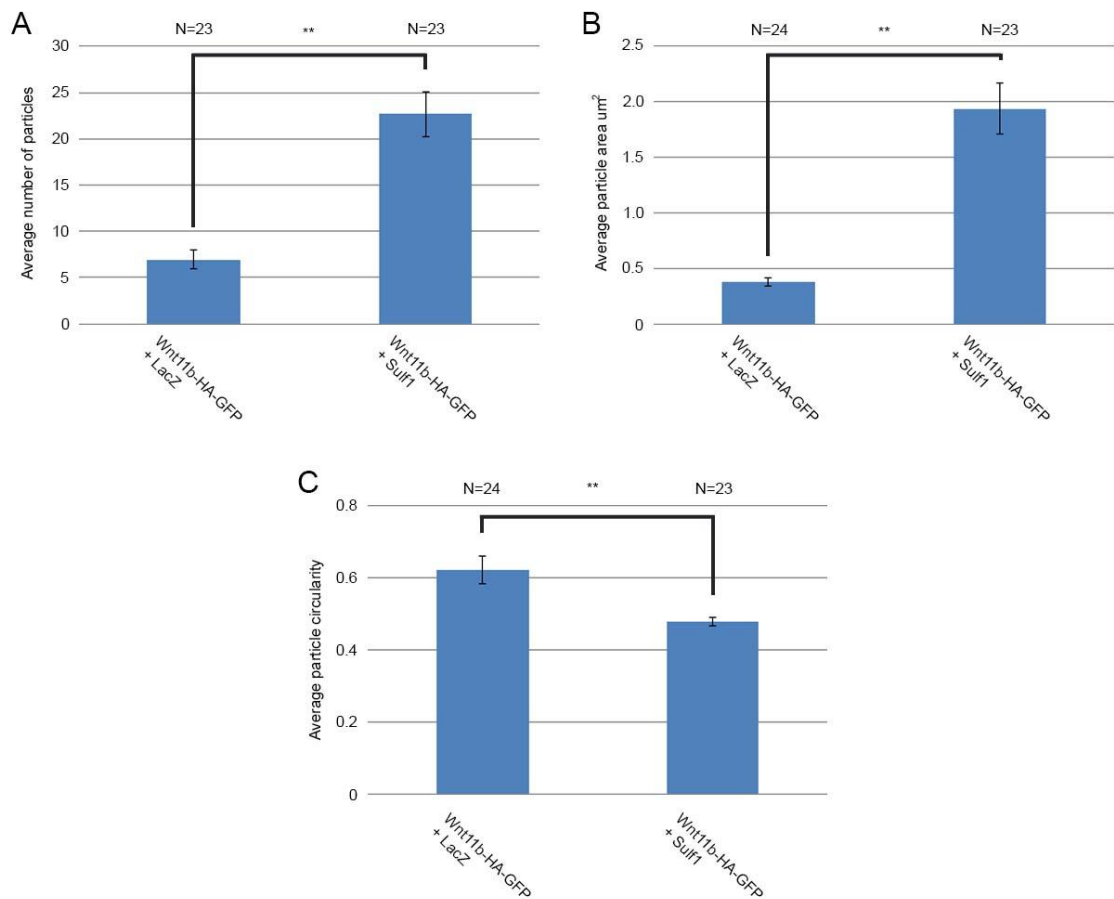 A
N=23
**
N=23
30
25
20
15
10
5
0
Average number of particles
Wnt11b-HA-GFP
+ LacZ
Wnt11b-HA-GFP
+ Sulf1
B
N=24
**
N=23
2.5
2.0
1.5
1.0
0.5
0
Average particle area um²
Wnt11b-HA-GFP
+ LacZ
Wnt11b-HA-GFP
+ Sulf1
C
N=24
**
N=23
0.8
0.6
0.4
0.2
0
Average particle circularity
Wnt11b-HA-GFP
+ LacZ
Wnt11b-HA-GFP
+ Sulf1